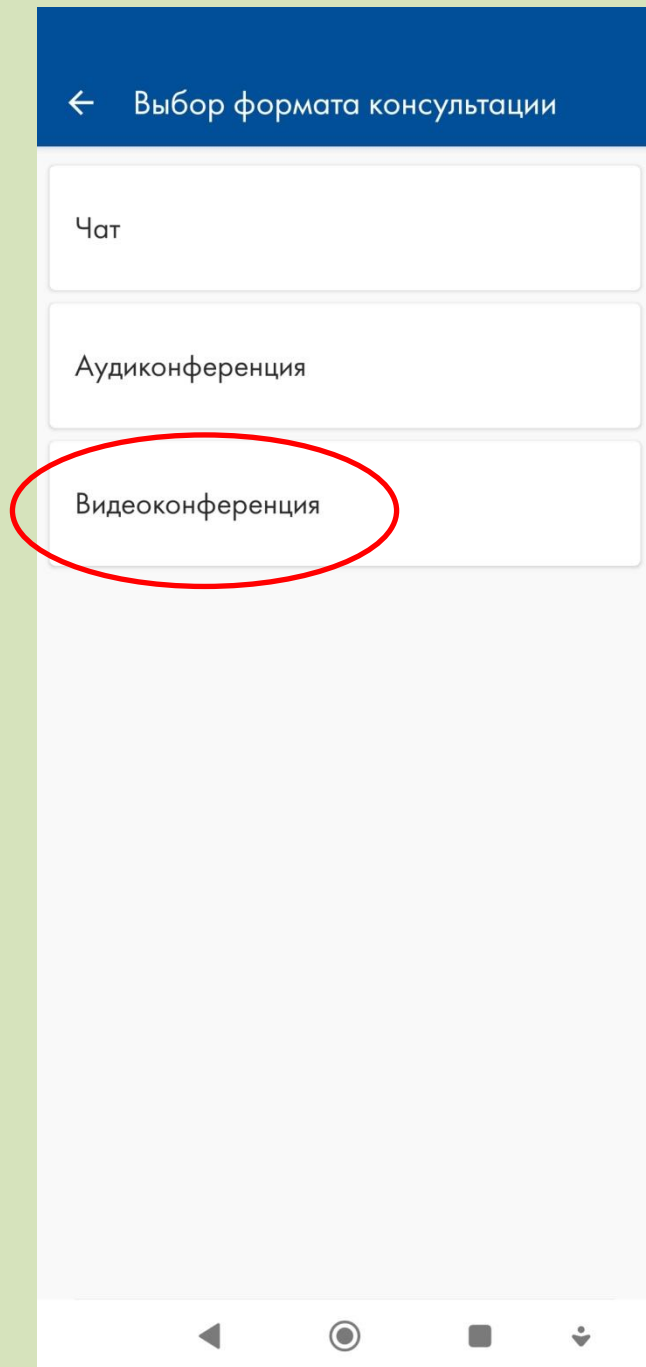 Выбор формата консультации
Чат
Аудиконференция
Видеоконференция